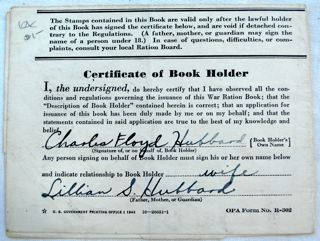 The Stamps contained in this Book are valid only after the lawful holder
of this Book has signed the certificate below, and are void if detached con-
trary to the Regulations. (A father, mother, or guardian may sign the
name of a person under 18.) In case of questions, difficulties, or com-
plaints, consult your local Ration Board.
Certificate of Book Holder
I, the undersigned, do hereby certify that I have observed all the
conditions and regulations governing the issuance of this War Ration Book; that the
"Description of Book Holder" contained herein is correct; that an application for
issuance of this book has been duly made by me or on my behalf; and that the
statements contained in said application are true to the best of my knowledge and
belief.
Charles Floyd Hubbard [Book Holder's Own Name]
(Signature of, or on behalf of, Book Holder)
Any person signing on behalf of Book Holder must sign his or her own name below
and indicate relationship to Book Holder wife
Lillian S. Hubbard
(Father, Mother, or Guardian)
☆ U. S. GOVERNMENT PRINTING OFFICE : 1942 OPA Form No. R-302